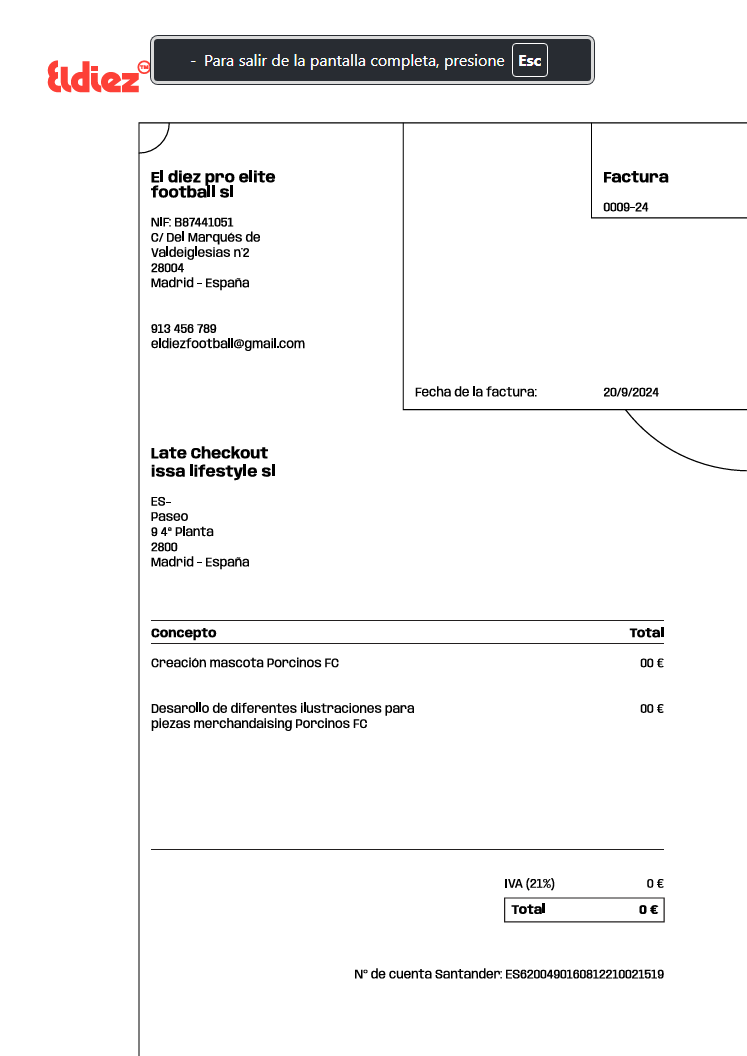 Eldiez™
- Para salir de la pantalla completa, presione Esc
El diez pro elite
football sl
NIF: B87441051
C/ Del Marqués de
Valdeiglesias nº2
28004
Madrid - España
913 456 789
eldiezfootball@gmail.com
Factura
0009-24
Fecha de la factura: 20/9/2024
Late Checkout
issa lifestyle sl
ES-
Paseo
9 4ª Planta
2800
Madrid - España
Concepto Total
Creación mascota Porcinos FC 00 €
Desarollo de diferentes ilustraciones para 00 €
piezas merchandaising Porcinos FC
IVA (21%) 0 €
Total 0 €
Nº de cuenta Santander: ES6200490160812210021519